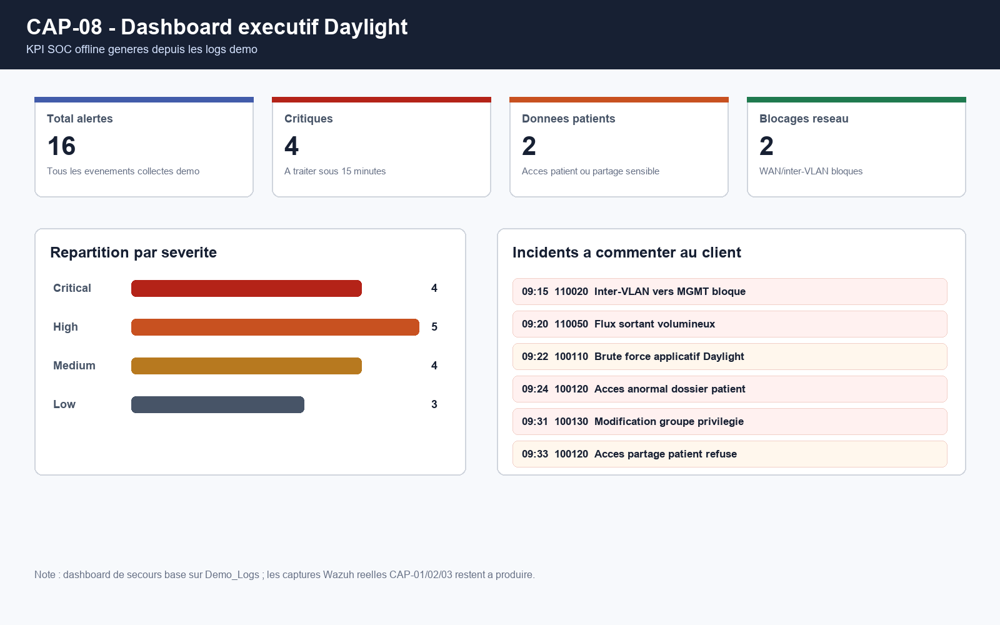 CAP-08 - Dashboard executif Daylight
KPI SOC offline generes depuis les logs demo
Total alertes
16
Tous les evenements collectes demo
Critiques
4
A traiter sous 15 minutes
Donnees patients
2
Acces patient ou partage sensible
Blocages reseau
2
WAN/inter-VLAN bloques
Repartition par severite
Critical 4
High 5
Medium 4
Low 3
Incidents a commenter au client
09:15 110020 Inter-VLAN vers MGMT bloque
09:20 110050 Flux sortant volumineux
09:22 100110 Brute force applicatif Daylight
09:24 100120 Acces anormal dossier patient
09:31 100130 Modification groupe privilegie
09:33 100120 Acces partage patient refuse
Note : dashboard de secours base sur Demo_Logs ; les captures Wazuh reelles CAP-01/02/03 restent a produire.